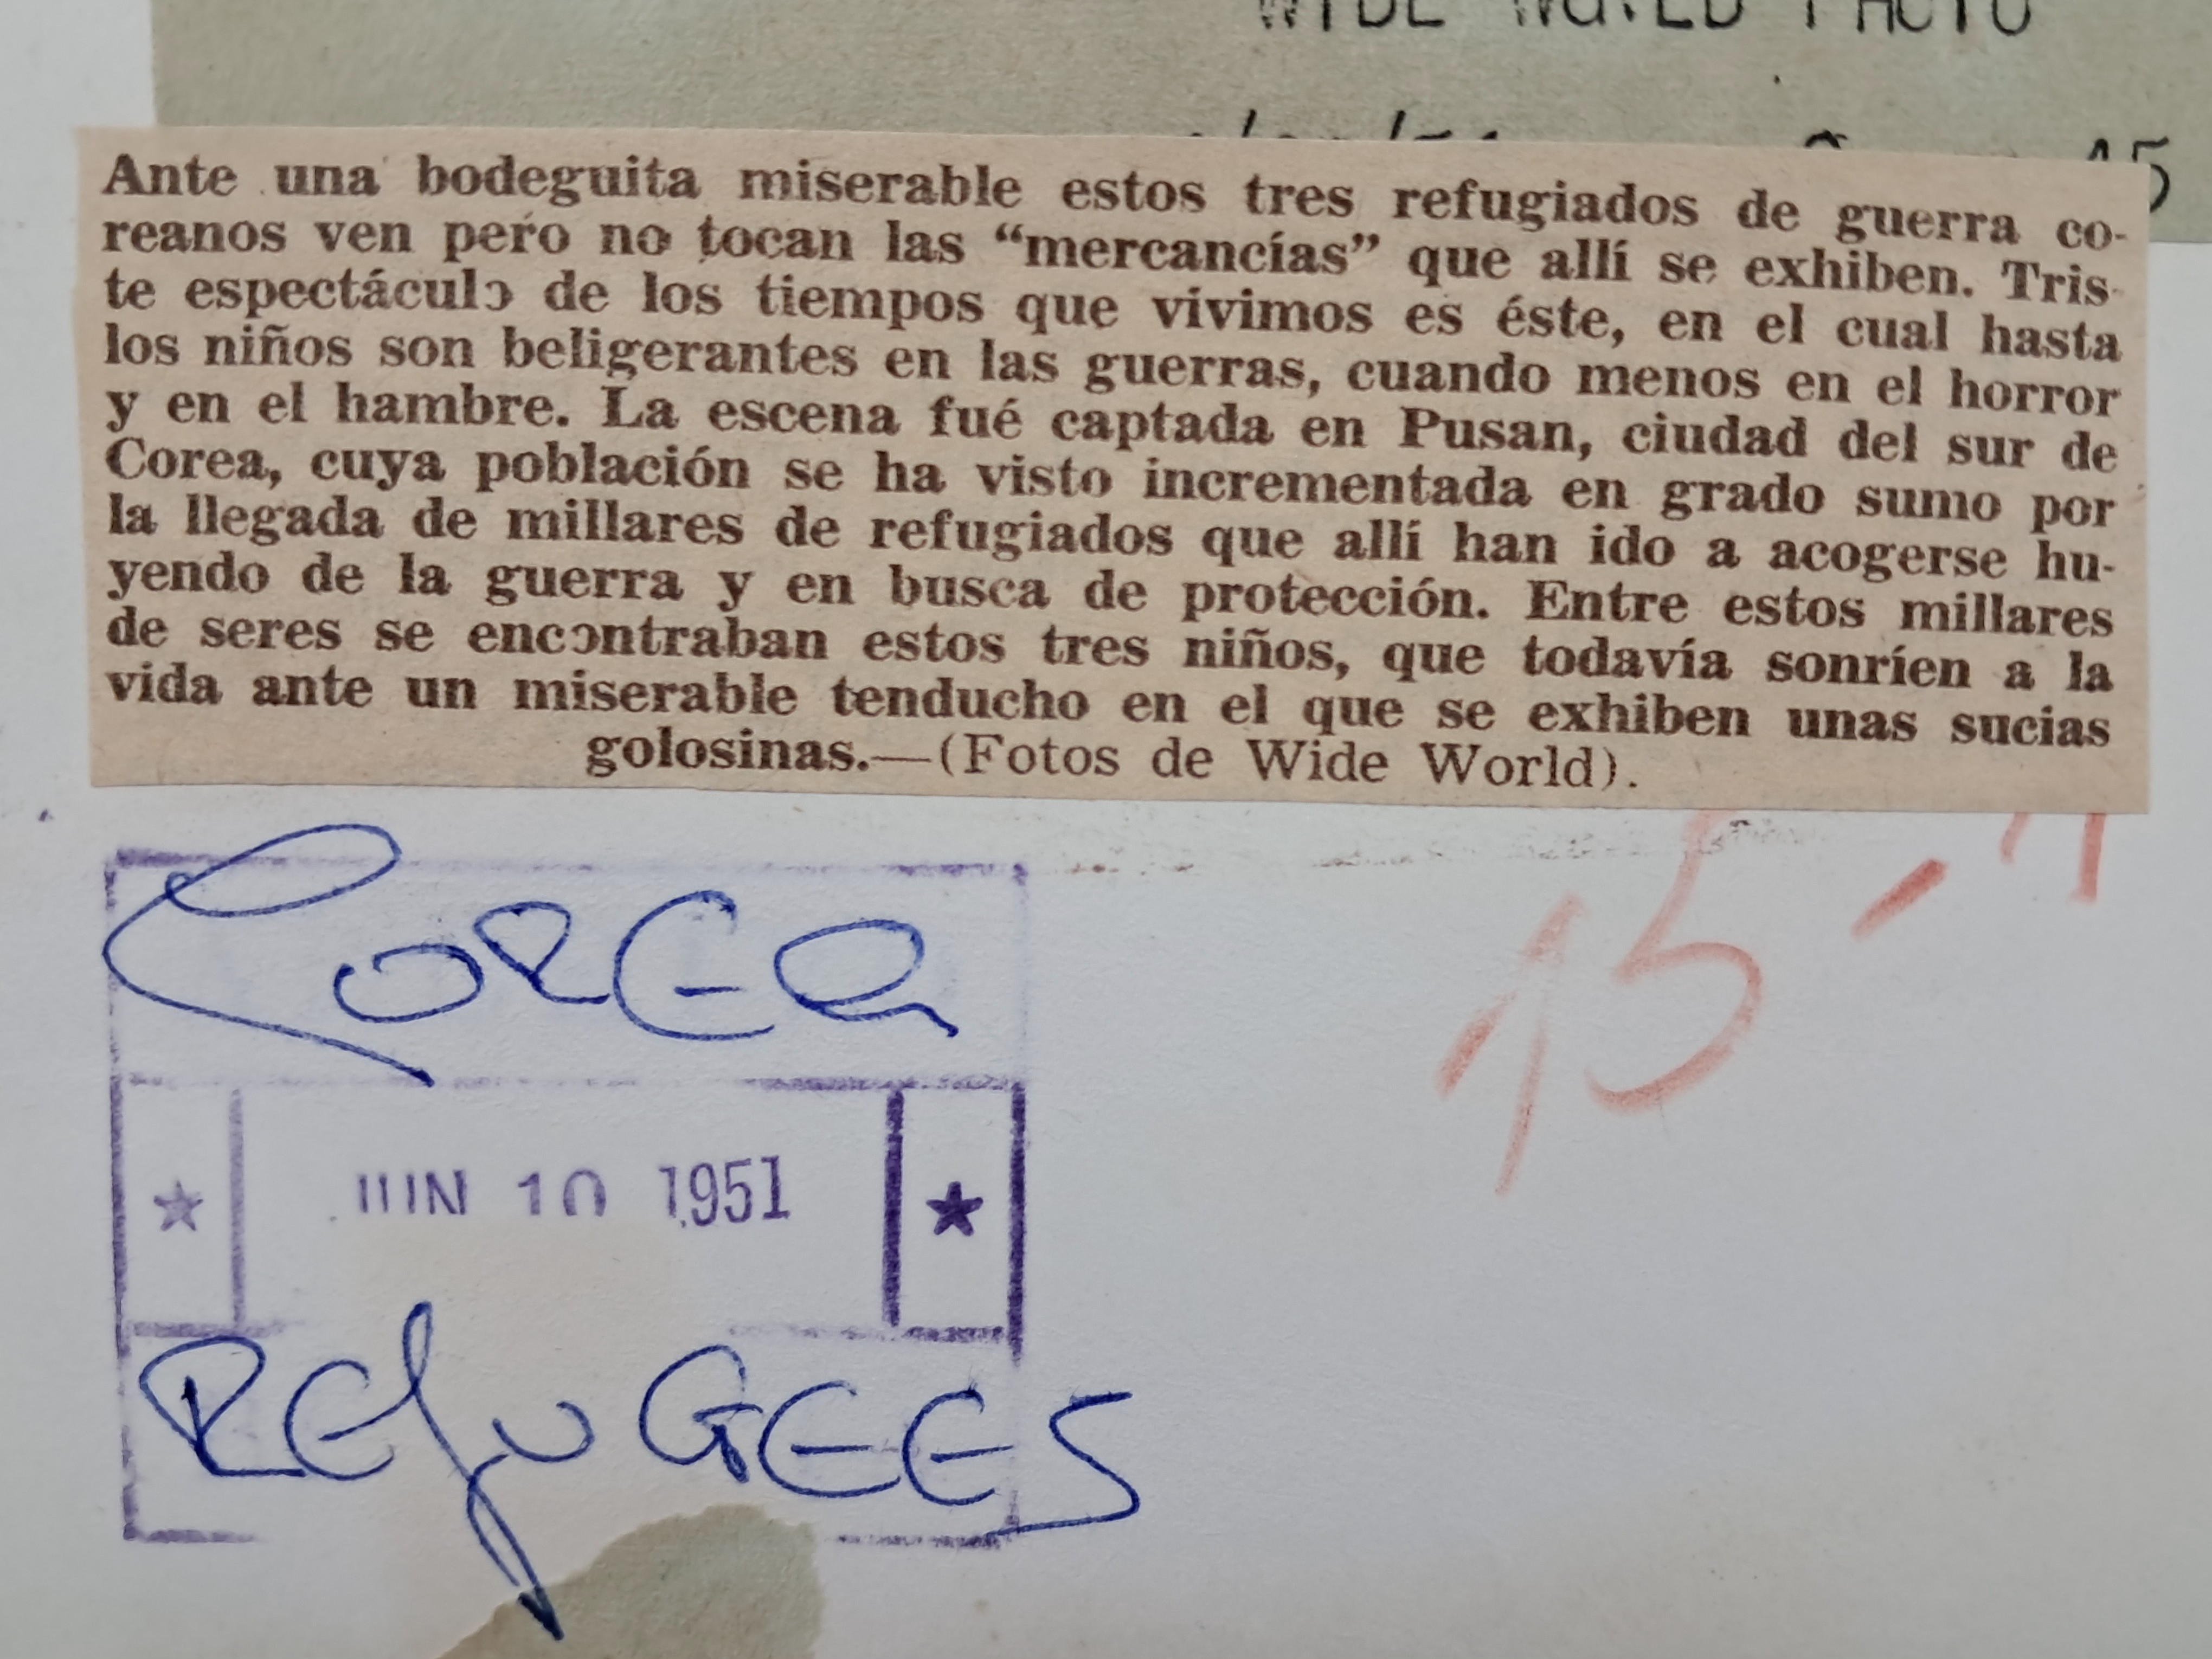 WIDE WORLD PHOTO
15
Ante una bodeguita miserable estos tres refugiados de guerra co-
reanos ven pero no tocan las “mercancías” que allí se exhiben. Tris-
te espectáculo de los tiempos que vivimos es éste, en el cual hasta
los niños son beligerantes en las guerras, cuando menos en el horror
y en el hambre. La escena fué captada en Pusan, ciudad del sur de
Corea, cuya población se ha visto incrementada en grado sumo por
la llegada de millares de refugiados que allí han ido a acogerse hu-
yendo de la guerra y en busca de protección. Entre estos millares
de seres se encontraban estos tres niños, que todavía sonríen a la
vida ante un miserable tenducho en el que se exhiben unas sucias
golosinas.—(Fotos de Wide World).
Corea
15-
JUN 10 1951
REfuGEES